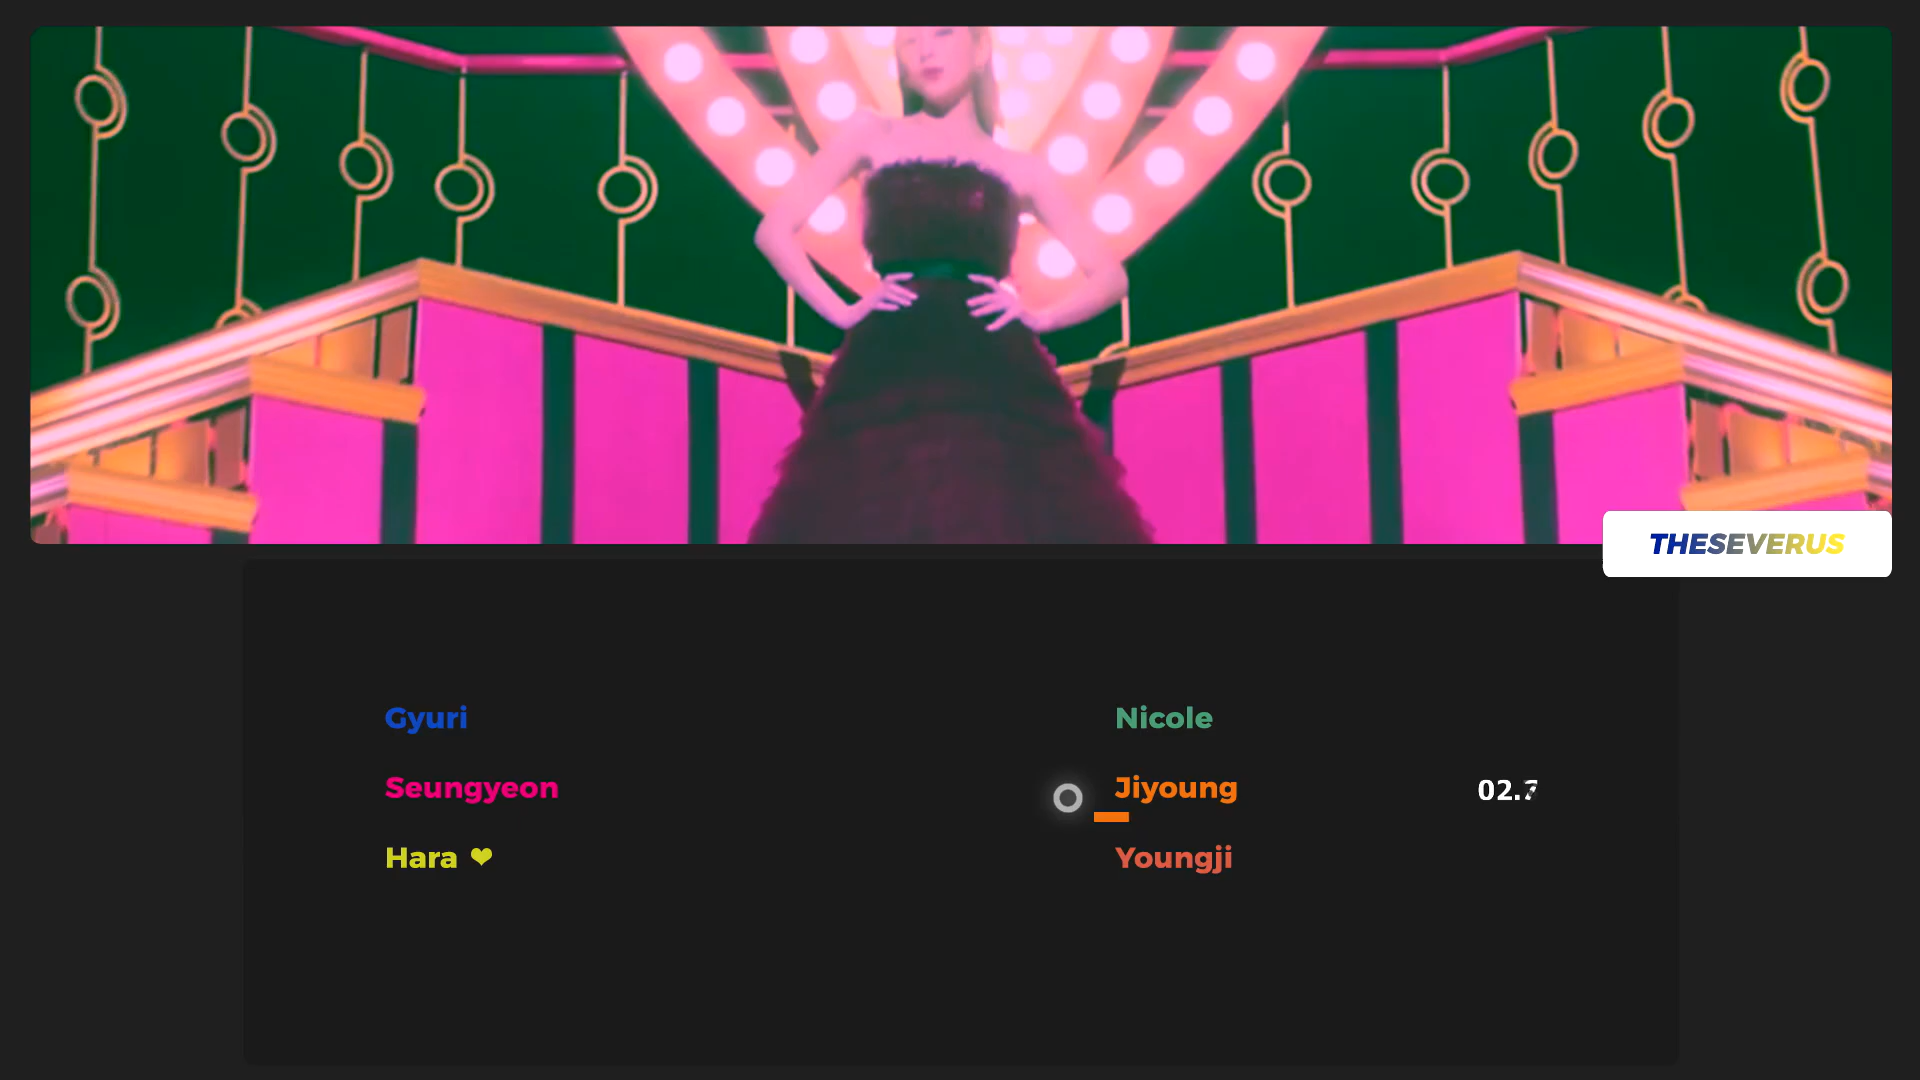 THESEVERUS
Gyuri
Nicole
Seungyeon
Jiyoung
Hara ❤
Youngji